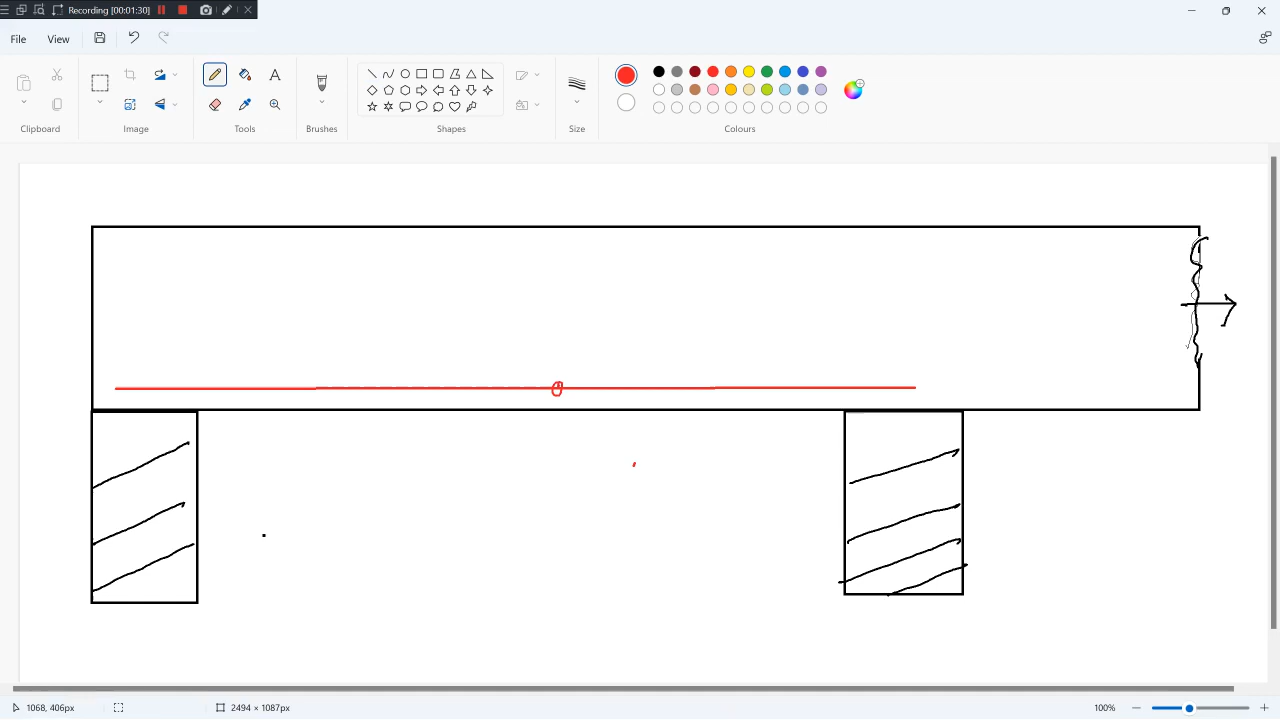 Recording [00:01:30]
File View
A
Clipboard Image Tools Brushes Shapes Size Colours
1068, 406px 2494 × 1087px 100%